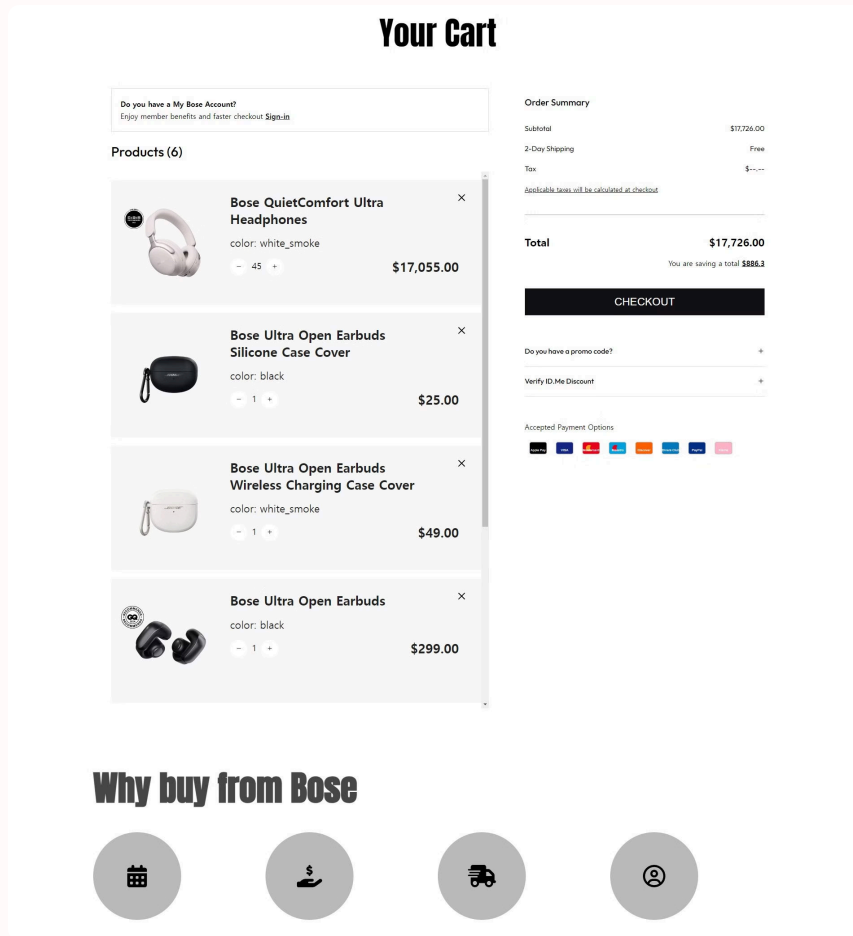 Your Cart
Do you have a My Bose Account?
Enjoy member benefits and faster checkout Sign-in
Products (6)
Bose QuietComfort Ultra
Headphones
color: white_smoke
− 45 +
$17,055.00
Bose Ultra Open Earbuds
Silicone Case Cover
color: black
− 1 +
$25.00
Bose Ultra Open Earbuds
Wireless Charging Case Cover
color: white_smoke
− 1 +
$49.00
Bose Ultra Open Earbuds
color: black
− 1 +
$299.00
Order Summary
Subtotal $17,726.00
2-Day Shipping Free
Tax $--.--
Applicable taxes will be calculated at checkout
Total $17,726.00
You are saving a total $886.3
CHECKOUT
Do you have a promo code? +
Verify ID.Me Discount +
Accepted Payment Options
Apple Pay VISA PayPal
Why buy from Bose